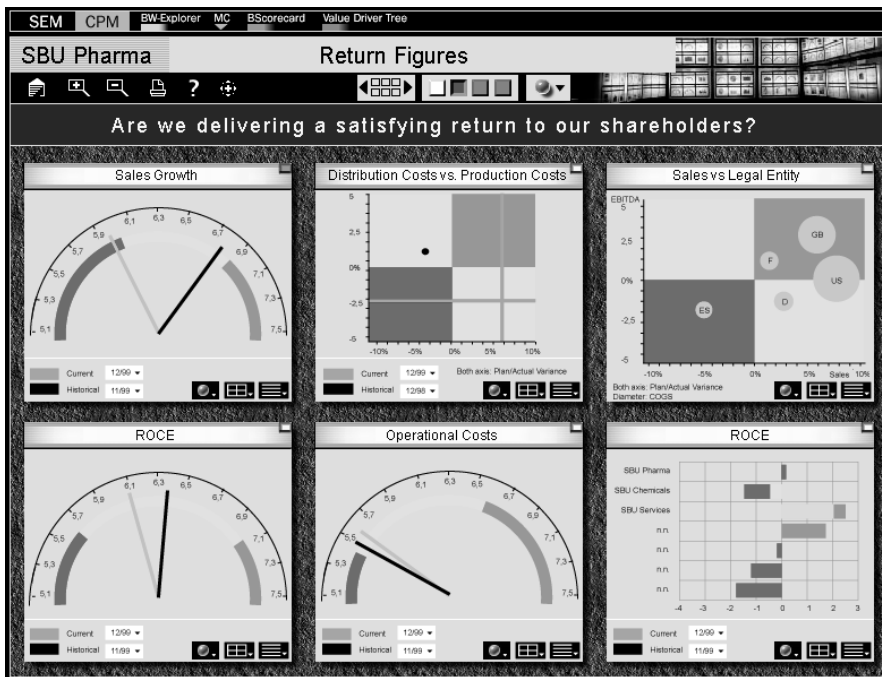 SEM CPM BW-Explorer MC BScorecard Value Driver Tree
SBU Pharma Return Figures
?
Are we delivering a satisfying return to our shareholders?
Sales Growth
5,1 5,3 5,5 5,7 5,9 6,1 6,3 6,5 6,7 6,9 7,1 7,3 7,5
Current 12/99
Historical 11/99
Distribution Costs vs. Production Costs
5
2,5
0%
-2,5
-5
-10% -5% 0% 5% 10%
Current 12/99 Both axis: Plan/Actual Variance
Historical 12/98
Sales vs Legal Entity
EBITDA
5
2,5
0%
-2,5
-5
GB
F
US
D
ES
-10% -5% 0% 5% Sales 10%
Both axis: Plan/Actual Variance
Diameter: COGS
ROCE
5,1 5,3 5,5 5,7 5,9 6,1 6,3 6,5 6,7 6,9 7,1 7,3 7,5
Current 12/99
Historical 11/99
Operational Costs
5,1 5,3 5,5 5,7 5,9 6,1 6,3 6,5 6,7 6,9 7,1 7,3 7,5
Current 12/99
Historical 11/99
ROCE
SBU Pharma
SBU Chemicals
SBU Services
n.n.
n.n.
n.n.
n.n.
-4 -3 -2 -1 0 1 2 3
Current 12/99
Historical 11/99